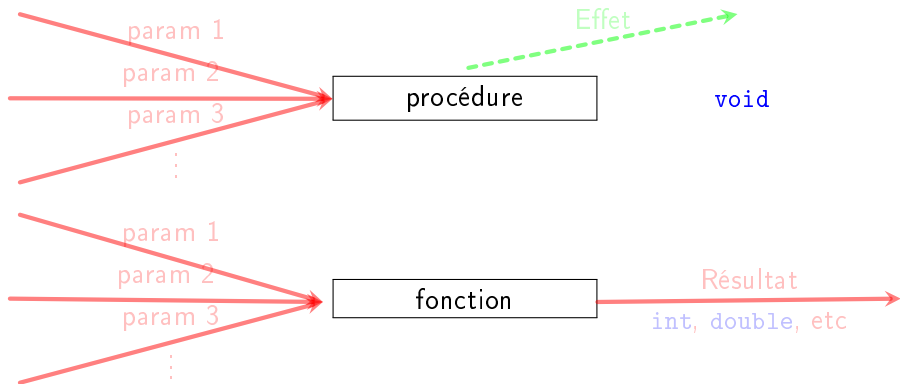 Effet
param 1
param 2
procédure
void
param 3
⋮
param 1
param 2
Résultat
fonction
param 3
int, double, etc
⋮